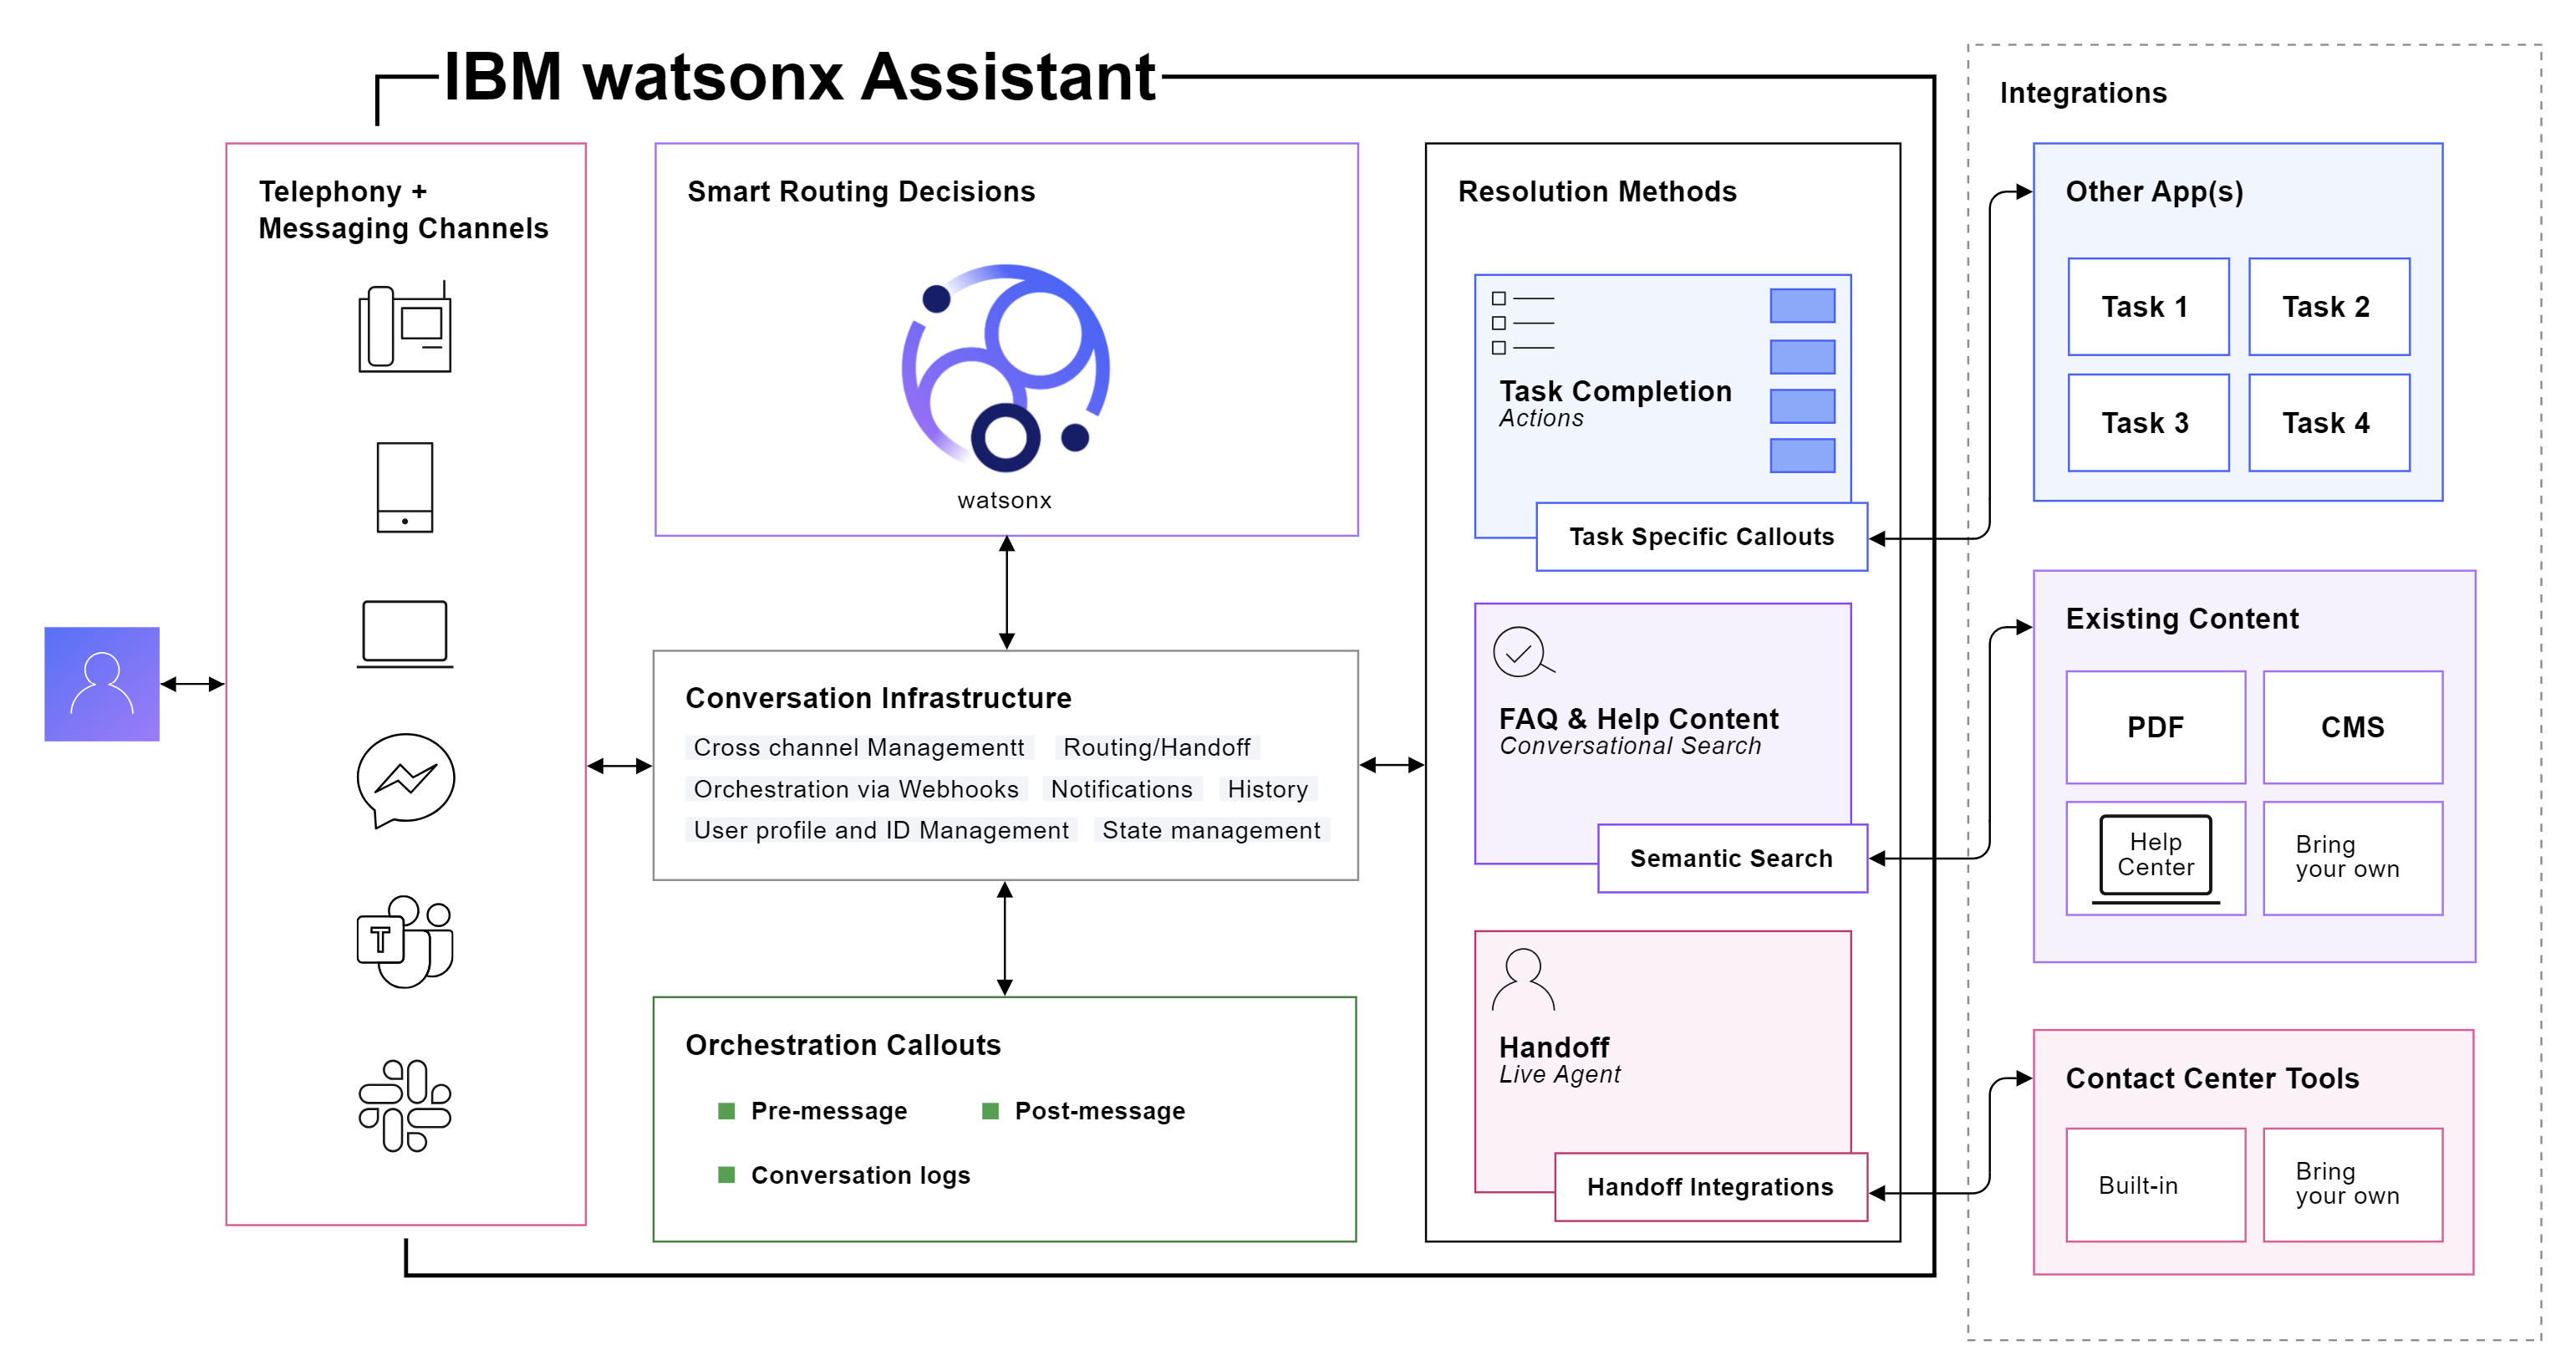 IBM watsonx Assistant
Telephony +
Messaging Channels
Smart Routing Decisions
watsonx
Conversation Infrastructure
Cross channel Managementt
Routing/Handoff
Orchestration via Webhooks
Notifications
History
User profile and ID Management
State management
Orchestration Callouts
Pre-message
Post-message
Conversation logs
Resolution Methods
Task Completion
Actions
Task Specific Callouts
FAQ & Help Content
Conversational Search
Semantic Search
Handoff
Live Agent
Handoff Integrations
Integrations
Other App(s)
Task 1
Task 2
Task 3
Task 4
Existing Content
PDF
CMS
Help
Center
Bring
your own
Contact Center Tools
Built-in
Bring
your own
T